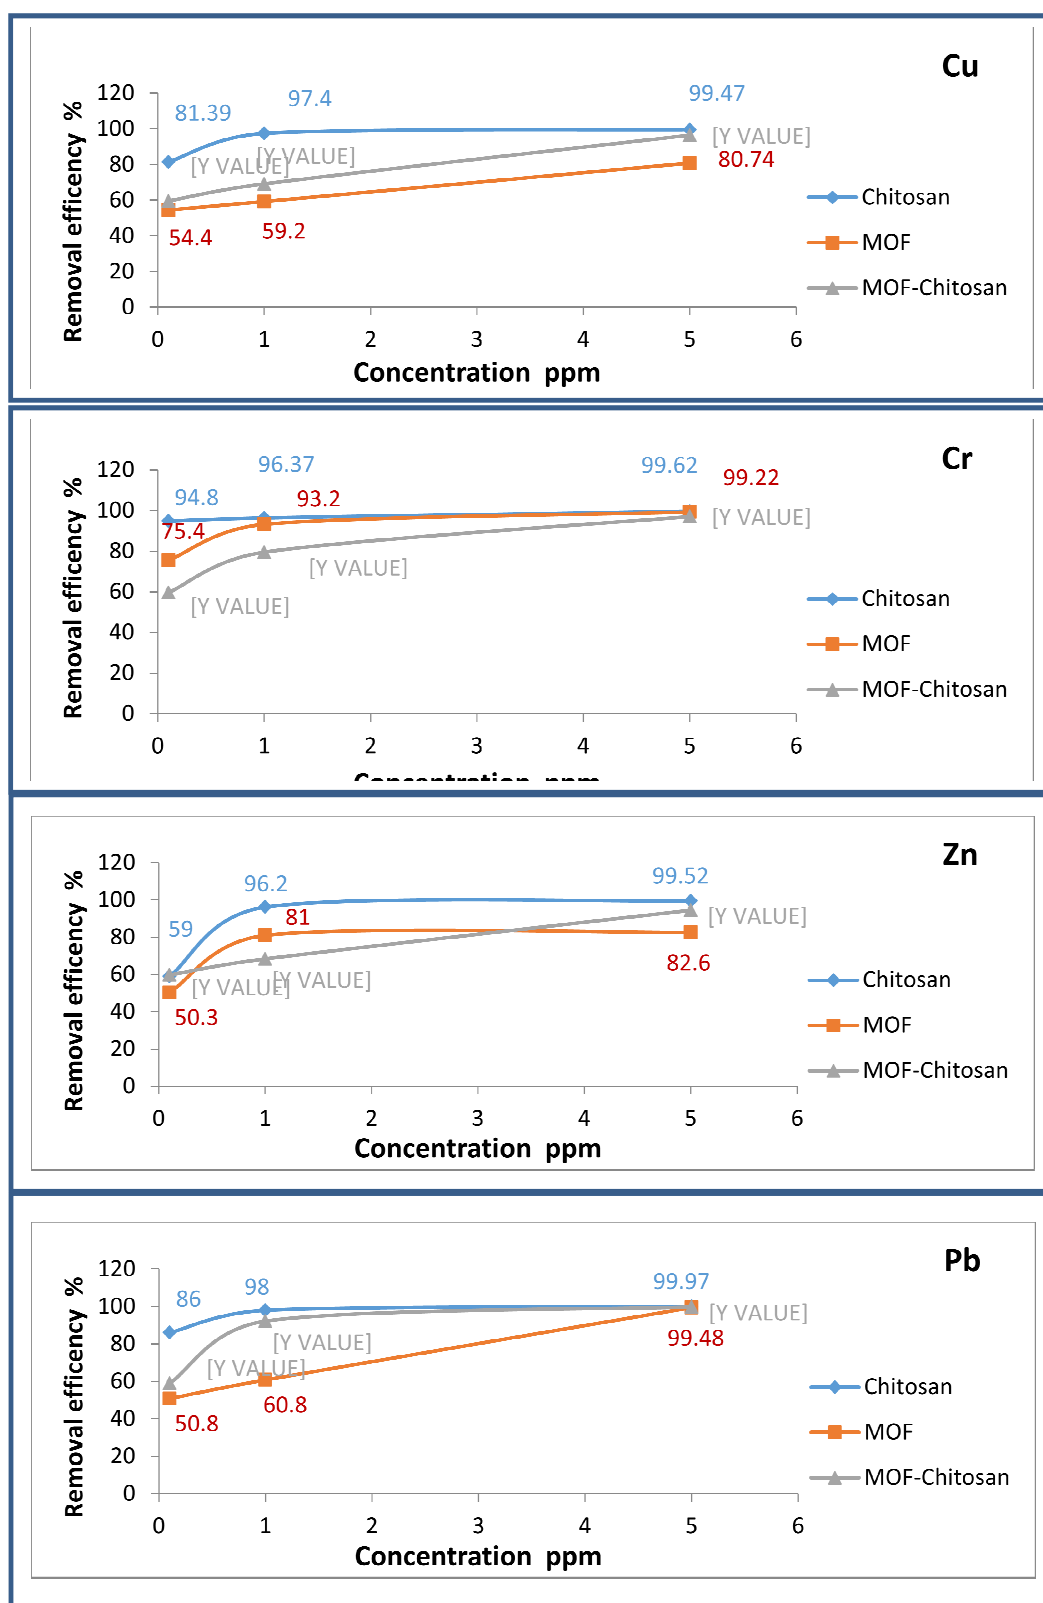 Cu
Removal efficency %
120
100
80
60
40
20
0
81.39
97.4
99.47
[Y VALUE]
[Y VALUE]
[Y VALUE]
80.74
54.4
59.2
Chitosan
MOF
MOF-Chitosan
0 1 2 3 4 5 6
Concentration ppm
Cr
Removal efficency %
120
100
80
60
40
20
0
94.8
96.37
99.62
99.22
75.4
93.2
[Y VALUE]
[Y VALUE]
[Y VALUE]
Chitosan
MOF
MOF-Chitosan
0 1 2 3 4 5 6
Concentration ppm
Zn
Removal efficency %
120
100
80
60
40
20
0
59
96.2
99.52
81
[Y VALUE]
[Y VALUE]
[Y VALUE]
50.3
82.6
Chitosan
MOF
MOF-Chitosan
0 1 2 3 4 5 6
Concentration ppm
Pb
Removal efficency %
120
100
80
60
40
20
0
86
98
99.97
[Y VALUE]
[Y VALUE]
[Y VALUE]
99.48
50.8
60.8
Chitosan
MOF
MOF-Chitosan
0 1 2 3 4 5 6
Concentration ppm